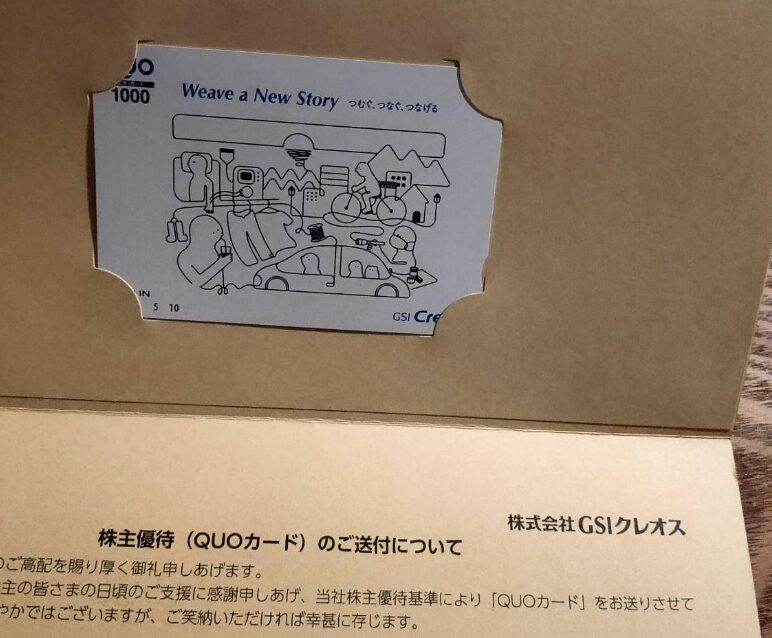 1000
Weave a New Story つむぐ、つなぐ、つなげる
IN
5 10
GSI Cre
株式会社GSIクレオス
株主優待（QUOカード）のご送付について
のご高配を賜り厚く御礼申しあげます。
主の皆さまの日頃のご支援に感謝申しあげ、当社株主優待基準により「QUOカード」をお送りさせて
やかではございますが、ご笑納いただければ幸甚に存じます。